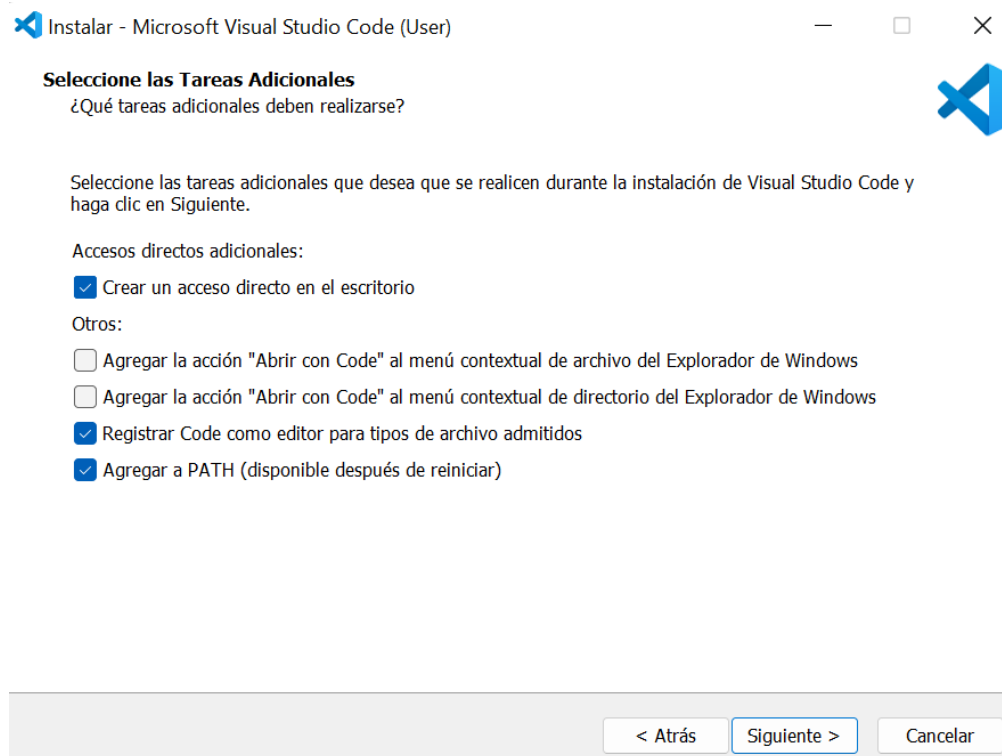 Instalar - Microsoft Visual Studio Code (User)
Seleccione las Tareas Adicionales
¿Qué tareas adicionales deben realizarse?
Seleccione las tareas adicionales que desea que se realicen durante la instalación de Visual Studio Code y
haga clic en Siguiente.
Accesos directos adicionales:
Crear un acceso directo en el escritorio
Otros:
Agregar la acción "Abrir con Code" al menú contextual de archivo del Explorador de Windows
Agregar la acción "Abrir con Code" al menú contextual de directorio del Explorador de Windows
Registrar Code como editor para tipos de archivo admitidos
Agregar a PATH (disponible después de reiniciar)
< Atrás Siguiente > Cancelar